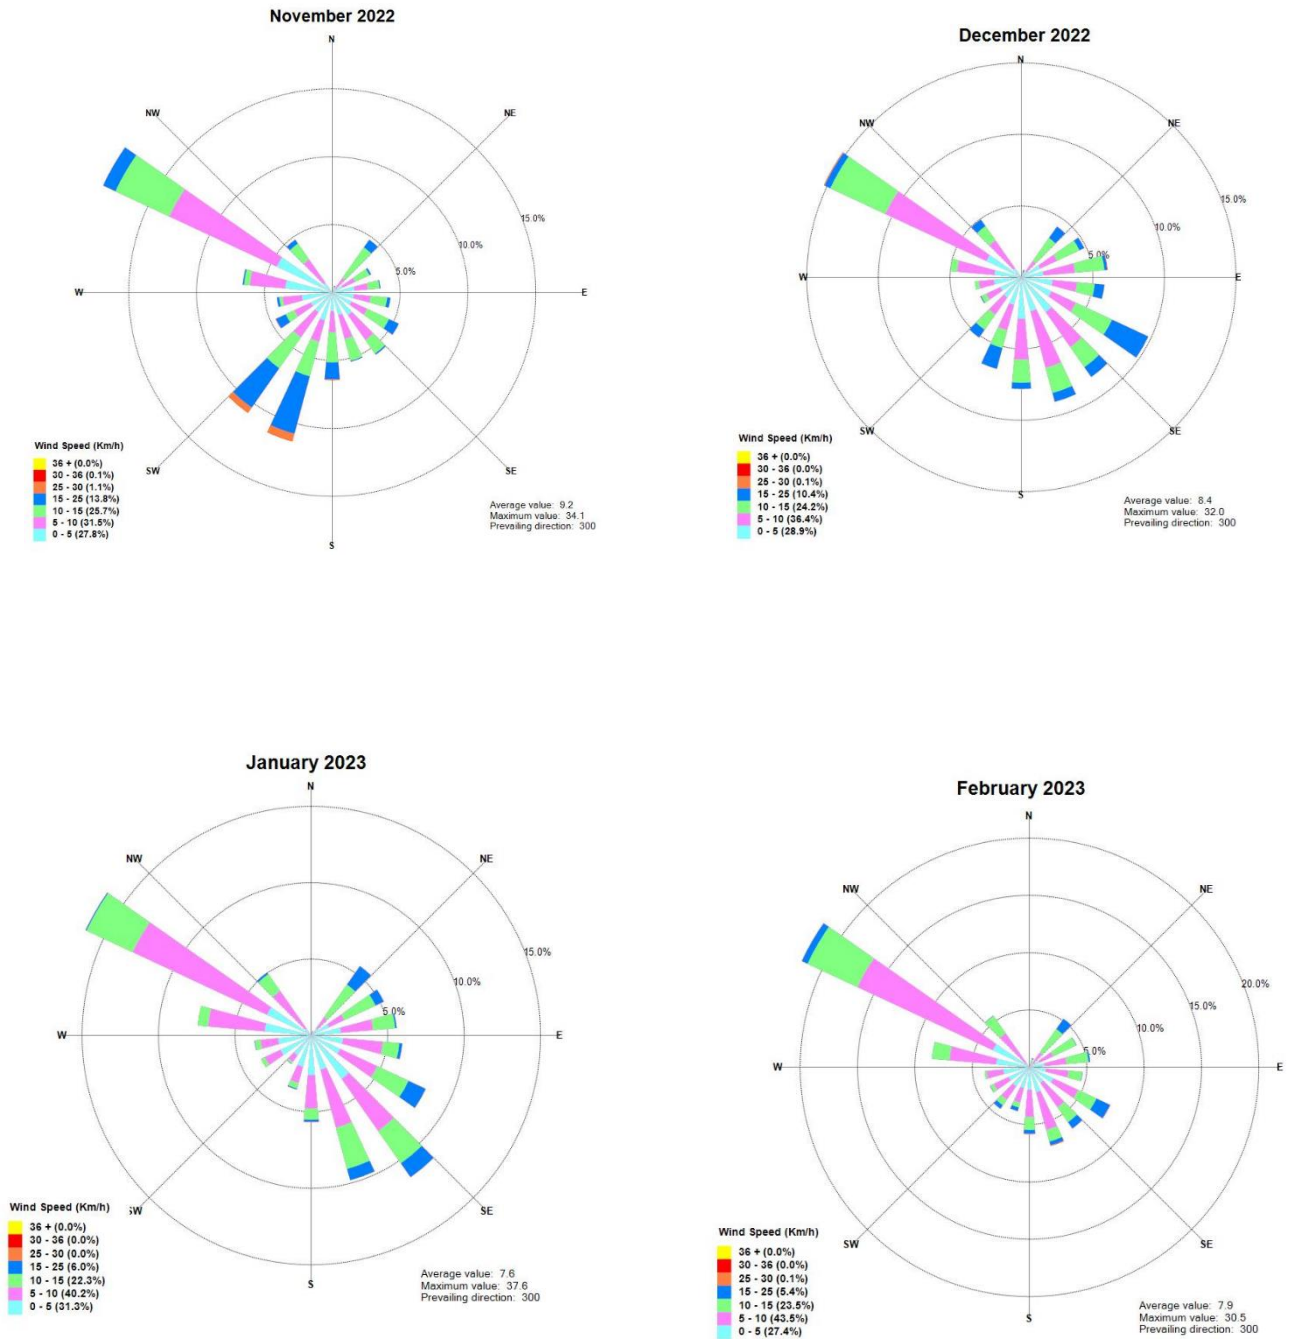 November 2022
N
NW
NE
15.0%
10.0%
5.0%
W
E
SW
SE
S
Wind Speed (Km/h)
36 + (0.0%)
30 - 36 (0.1%)
25 - 30 (1.1%)
15 - 25 (13.8%)
10 - 15 (25.7%)
5 - 10 (31.5%)
0 - 5 (27.8%)
Average value: 9.2
Maximum value: 34.1
Prevailing direction: 300
December 2022
N
NW
NE
15.0%
10.0%
5.0%
W
E
SW
SE
S
Wind Speed (Km/h)
36 + (0.0%)
30 - 36 (0.0%)
25 - 30 (0.1%)
15 - 25 (10.4%)
10 - 15 (24.2%)
5 - 10 (36.4%)
0 - 5 (28.9%)
Average value: 8.4
Maximum value: 32.0
Prevailing direction: 300
January 2023
N
NW
NE
15.0%
10.0%
5.0%
W
E
SW
SE
S
Wind Speed (Km/h)
36 + (0.0%)
30 - 36 (0.0%)
25 - 30 (0.0%)
15 - 25 (6.0%)
10 - 15 (22.3%)
5 - 10 (40.2%)
0 - 5 (31.3%)
Average value: 7.6
Maximum value: 37.6
Prevailing direction: 300
February 2023
N
NW
NE
20.0%
15.0%
10.0%
5.0%
W
E
SW
SE
S
Wind Speed (Km/h)
36 + (0.0%)
30 - 36 (0.0%)
25 - 30 (0.1%)
15 - 25 (5.4%)
10 - 15 (23.5%)
5 - 10 (43.5%)
0 - 5 (27.4%)
Average value: 7.9
Maximum value: 30.5
Prevailing direction: 300